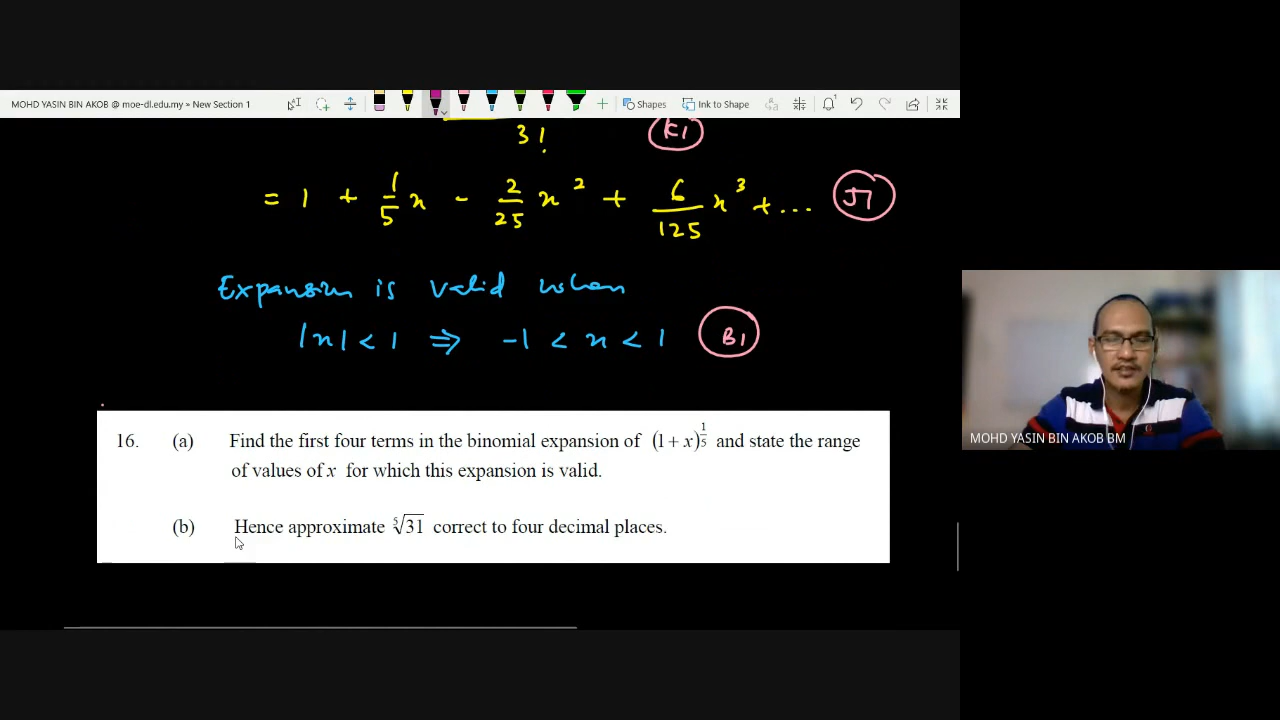 MOHD YASIN BIN AKOB @ moe-dl.edu.my » New Section 1
Shapes
Ink to Shape
3!
K1
= 1 + 1/5 x - 2/25 x² + 6/125 x³ + ...
J1
Expansion is valid when
|x| < 1 ⇒ -1 < x < 1
B1
16. (a) Find the first four terms in the binomial expansion of (1 + x)^(1/5) and state the range
of values of x for which this expansion is valid.
(b) Hence approximate ⁵√31 correct to four decimal places.
MOHD YASIN BIN AKOB BM